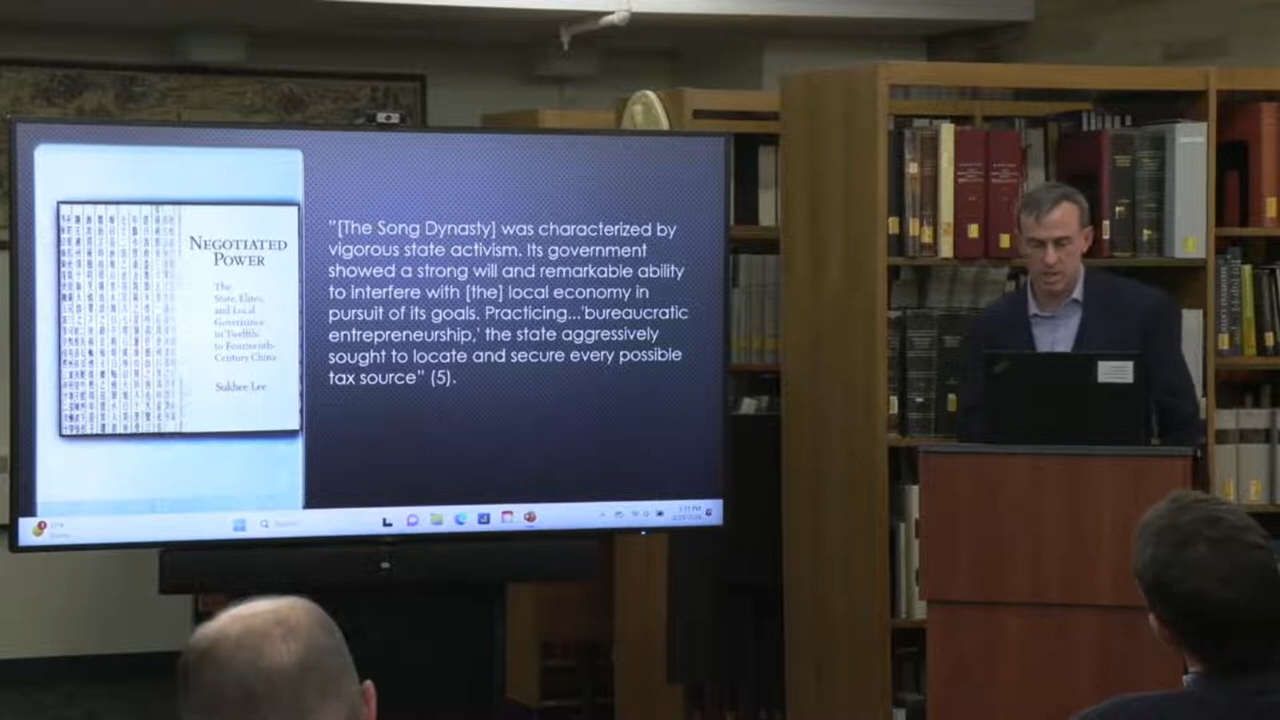 NEGOTIATED
POWER
The
State, Elites,
and Local
Governance
in Twelfth-
to Fourteenth-
Century China
Sukhee Lee
"[The Song Dynasty] was characterized by
vigorous state activism. Its government
showed a strong will and remarkable ability
to interfere with [the] local economy in
pursuit of its goals. Practicing...'bureaucratic
entrepreneurship,' the state aggressively
sought to locate and secure every possible
tax source" (5).
Search